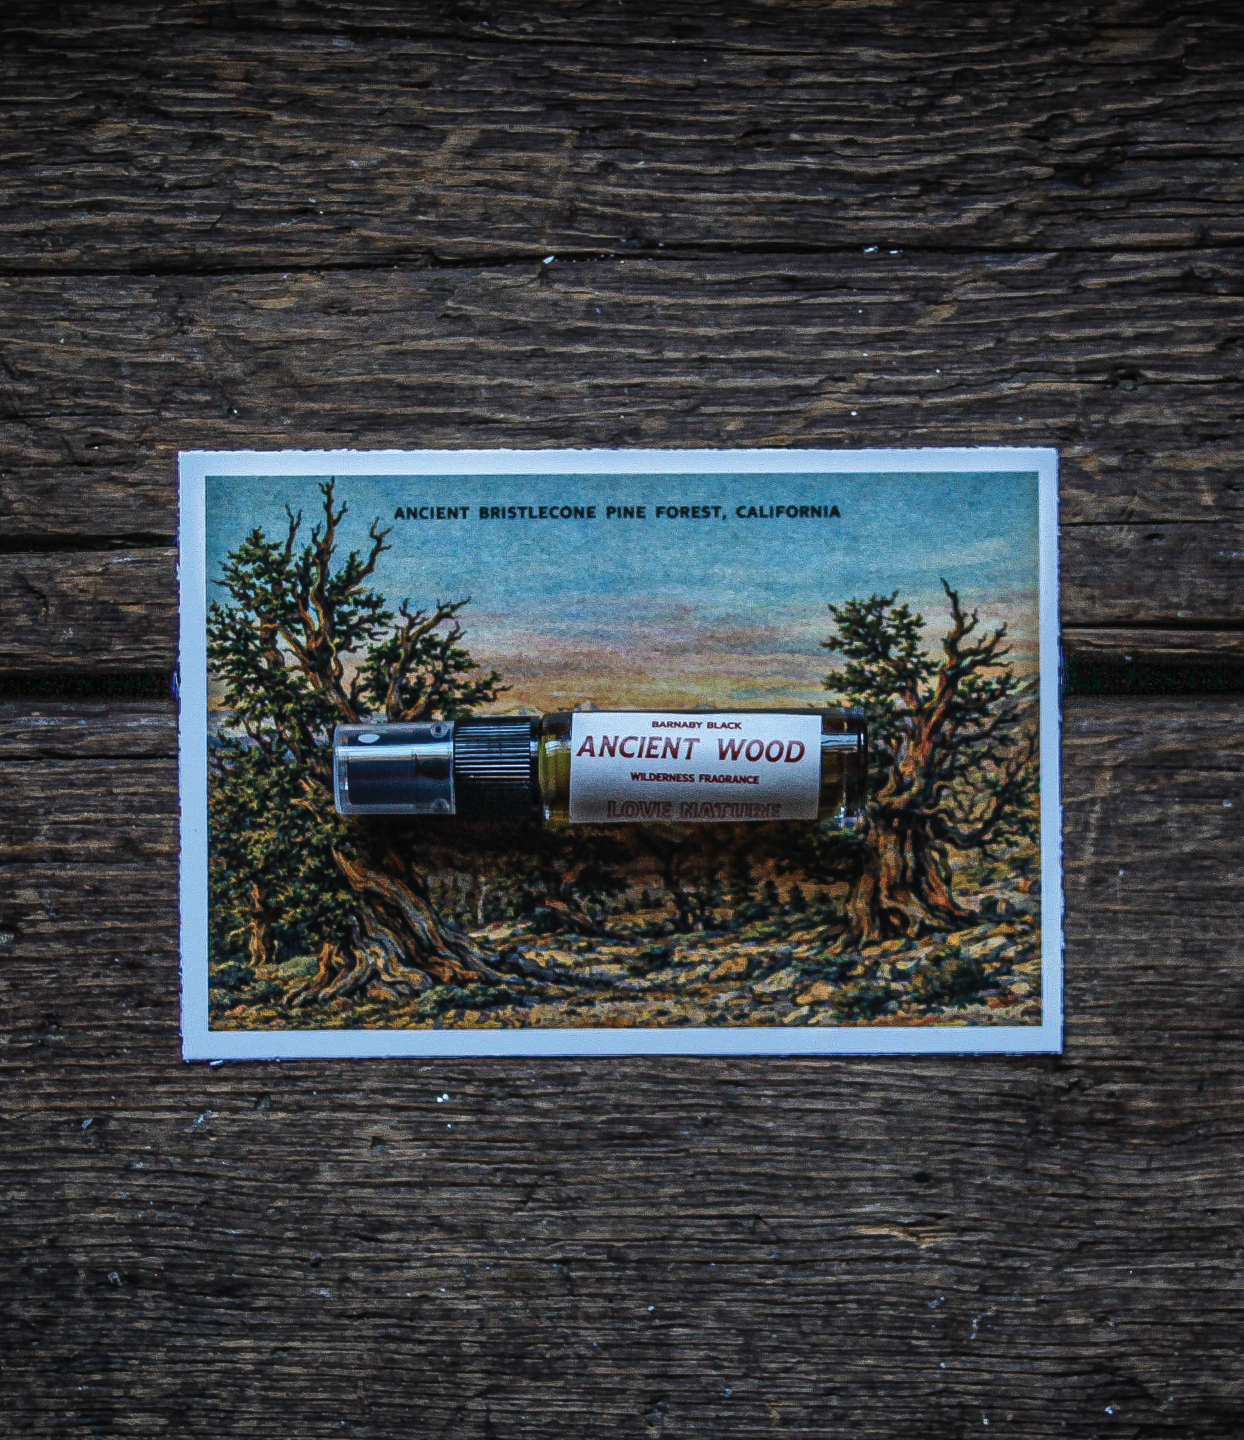 ANCIENT BRISTLECONE PINE FOREST, CALIFORNIA
BARNABY BLACK
ANCIENT WOOD
WILDERNESS FRAGRANCE
LOVE NATURE